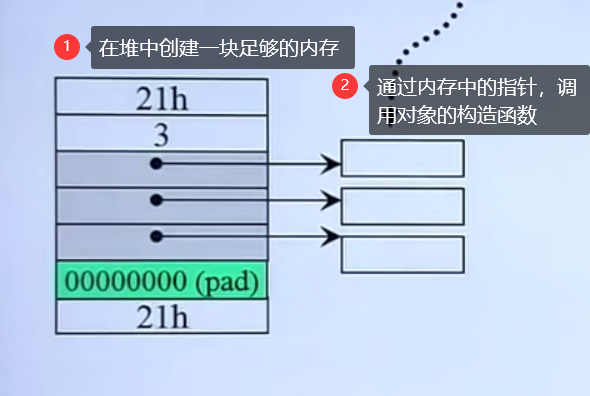 1 在堆中创建一块足够的内存
2 通过内存中的指针，调
用对象的构造函数
21h
3
00000000 (pad)
21h